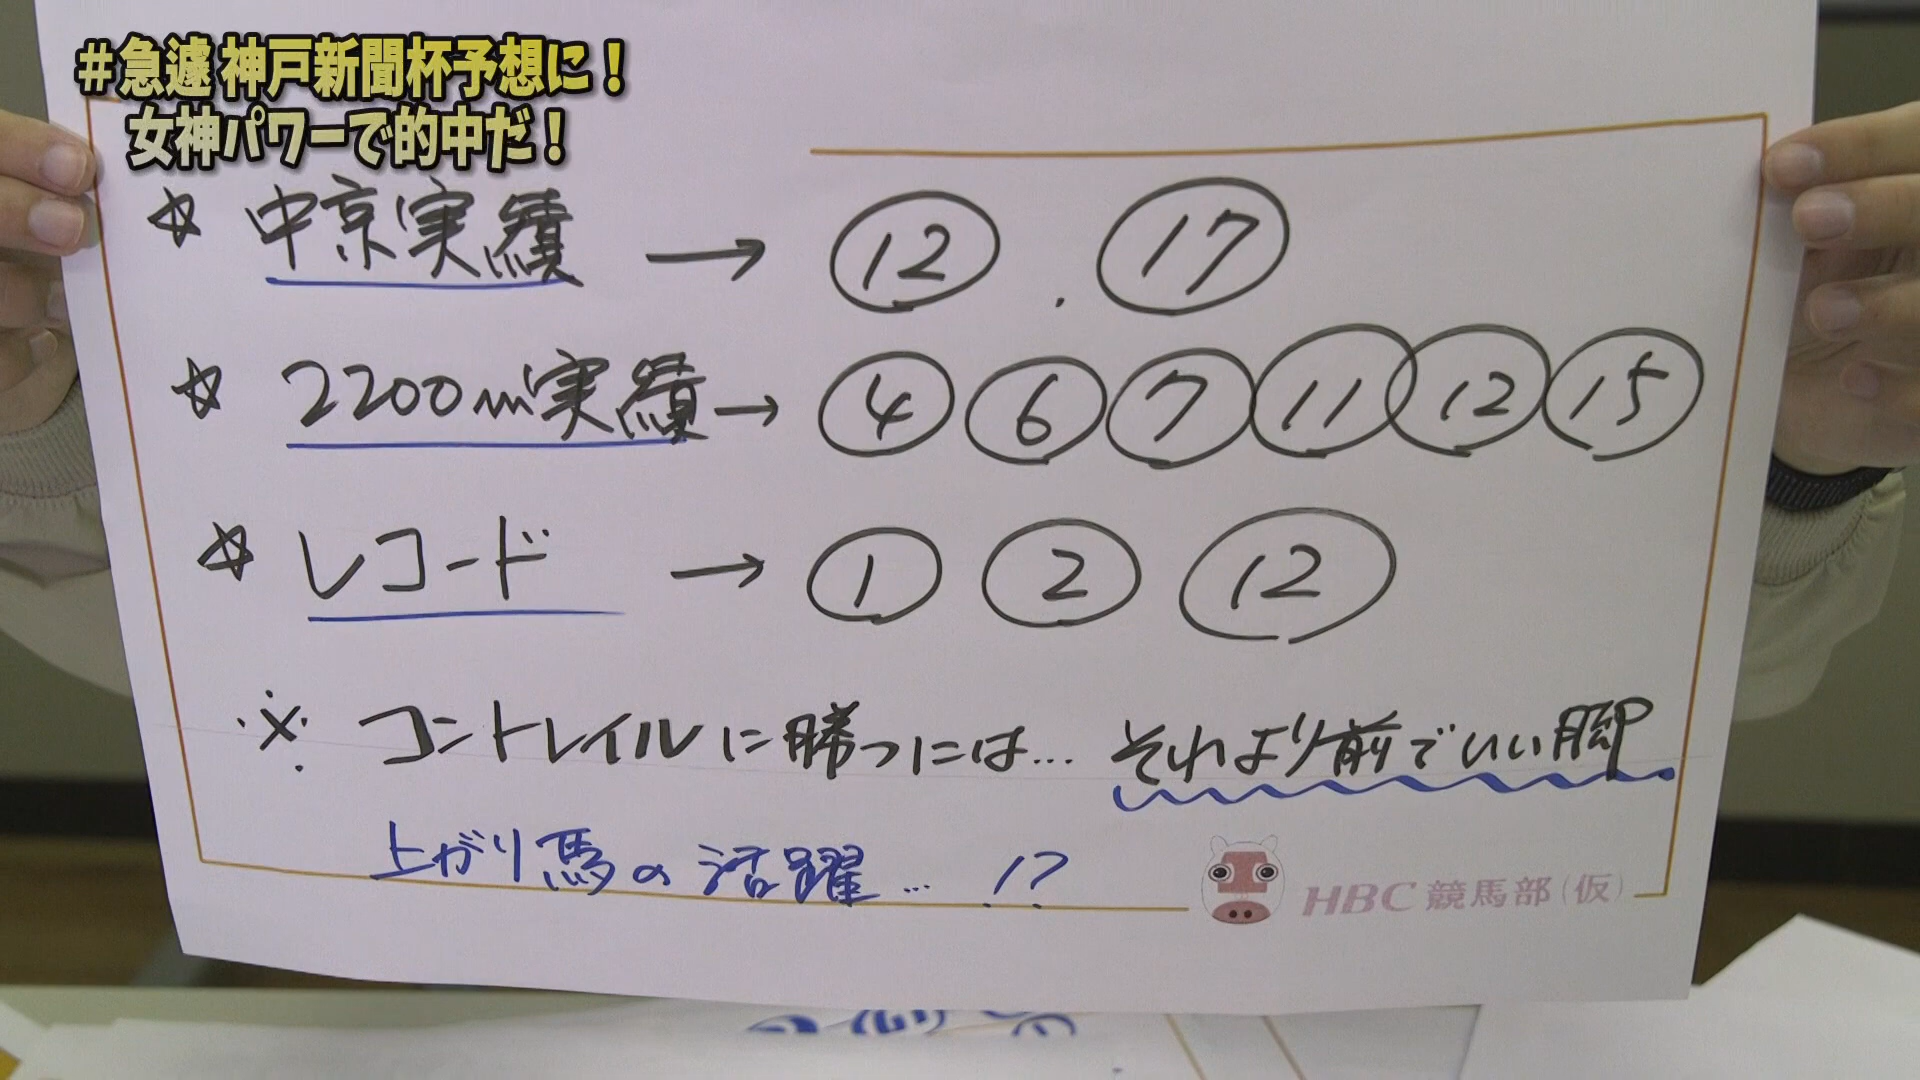 #急遽 神戸新聞杯予想に!
女神パワーで的中だ!
☆ 中京実績 → ⑫ . ⑰
☆ 2200m実績 → ④ ⑥ ⑦ ⑪ ⑫ ⑮
☆ レコード → ① ② ⑫
※ コントレイルに勝つには… それより前でいい脚
上がり馬の活躍… !?
HBC競馬部(仮)